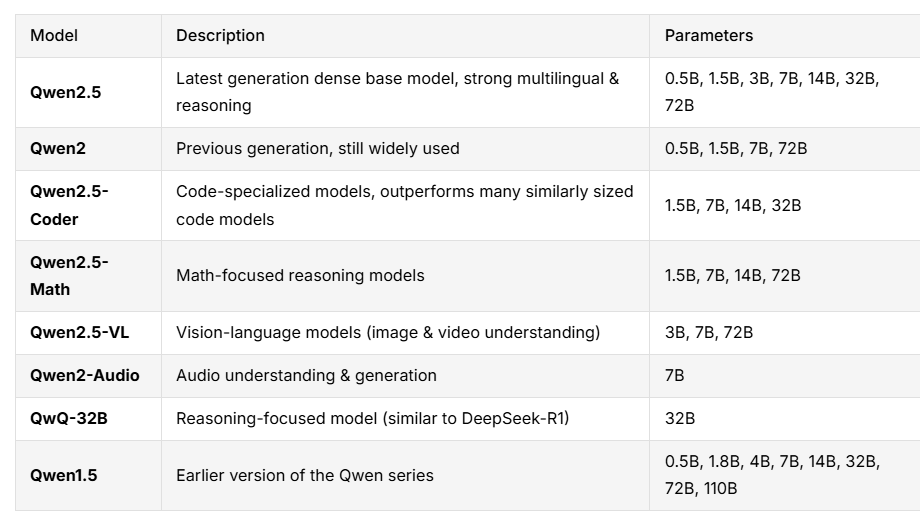 Model Description Parameters
Qwen2.5 Latest generation dense base model, strong multilingual & 0.5B, 1.5B, 3B, 7B, 14B, 32B,
reasoning 72B
Qwen2 Previous generation, still widely used 0.5B, 1.5B, 7B, 72B
Qwen2.5- Code-specialized models, outperforms many similarly sized 1.5B, 7B, 14B, 32B
Coder code models
Qwen2.5- Math-focused reasoning models 1.5B, 7B, 14B, 72B
Math
Qwen2.5-VL Vision-language models (image & video understanding) 3B, 7B, 72B
Qwen2-Audio Audio understanding & generation 7B
QwQ-32B Reasoning-focused model (similar to DeepSeek-R1) 32B
Qwen1.5 Earlier version of the Qwen series 0.5B, 1.8B, 4B, 7B, 14B, 32B,
72B, 110B